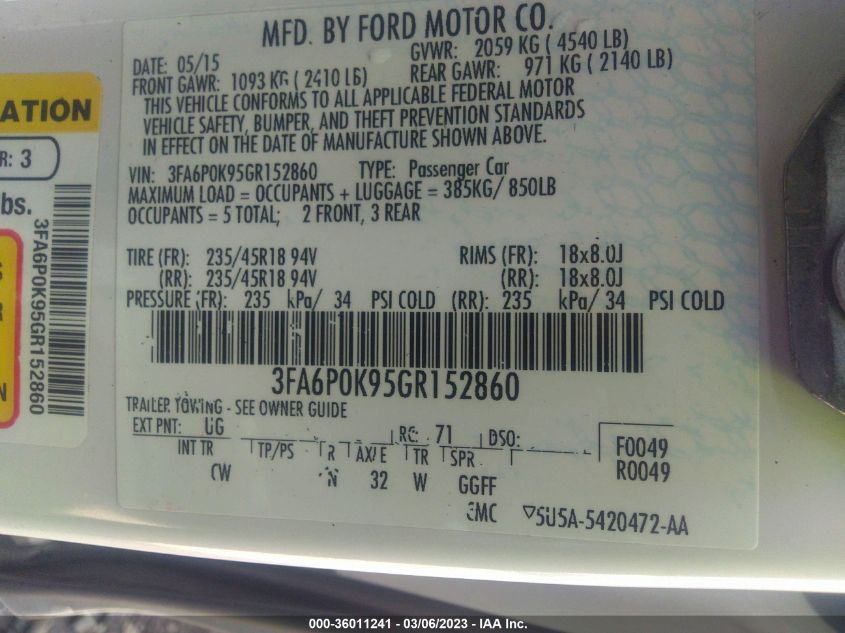 MFD. BY FORD MOTOR CO.
DATE: 05/15 GVWR: 2059 KG ( 4540 LB)
FRONT GAWR: 1093 KG ( 2410 LB) REAR GAWR: 971 KG ( 2140 LB)
THIS VEHICLE CONFORMS TO ALL APPLICABLE FEDERAL MOTOR
VEHICLE SAFETY, BUMPER, AND THEFT PREVENTION STANDARDS
IN EFFECT ON THE DATE OF MANUFACTURE SHOWN ABOVE.
VIN: 3FA6P0K95GR152860 TYPE: Passenger Car
MAXIMUM LOAD = OCCUPANTS + LUGGAGE = 385KG/ 850LB
OCCUPANTS = 5 TOTAL; 2 FRONT, 3 REAR
TIRE (FR): 235/45R18 94V RIMS (FR): 18x8.0J
(RR): 235/45R18 94V (RR): 18x8.0J
PRESSURE (FR): 235 kPa/ 34 PSI COLD (RR): 235 kPa/ 34 PSI COLD
3FA6P0K95GR152860
TRAILER TOWING - SEE OWNER GUIDE
EXT PNT: UG RC: 71 DSO:
F0049
R0049
INT TR TP/PS R AXLE TR SPR
CW N 32 W GGFF
5U5A-5420472-AA
ATION
R: 3
bs.
3FA6P0K95GR152860
S
R
000-36011241 - 03/06/2023 - IAA Inc.